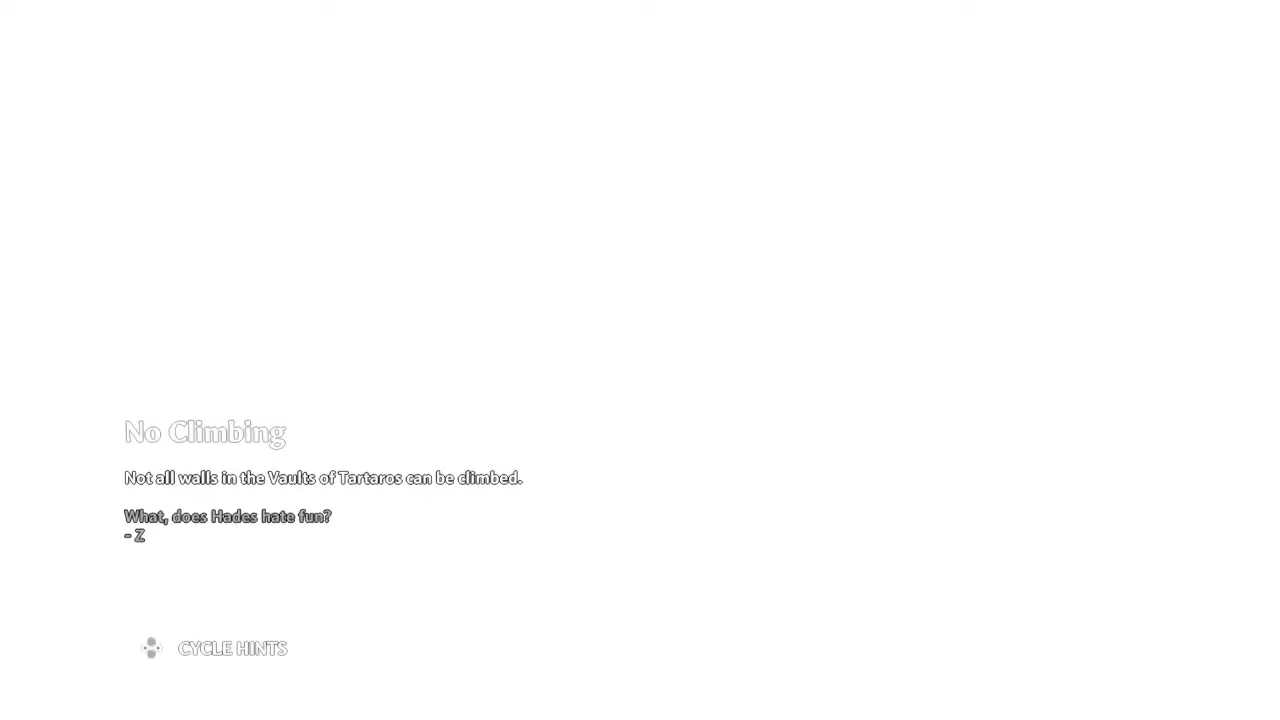 No Climbing
Not all walls in the Vaults of Tartaros can be climbed.
What, does Hades hate fun?
- Z
CYCLE HINTS